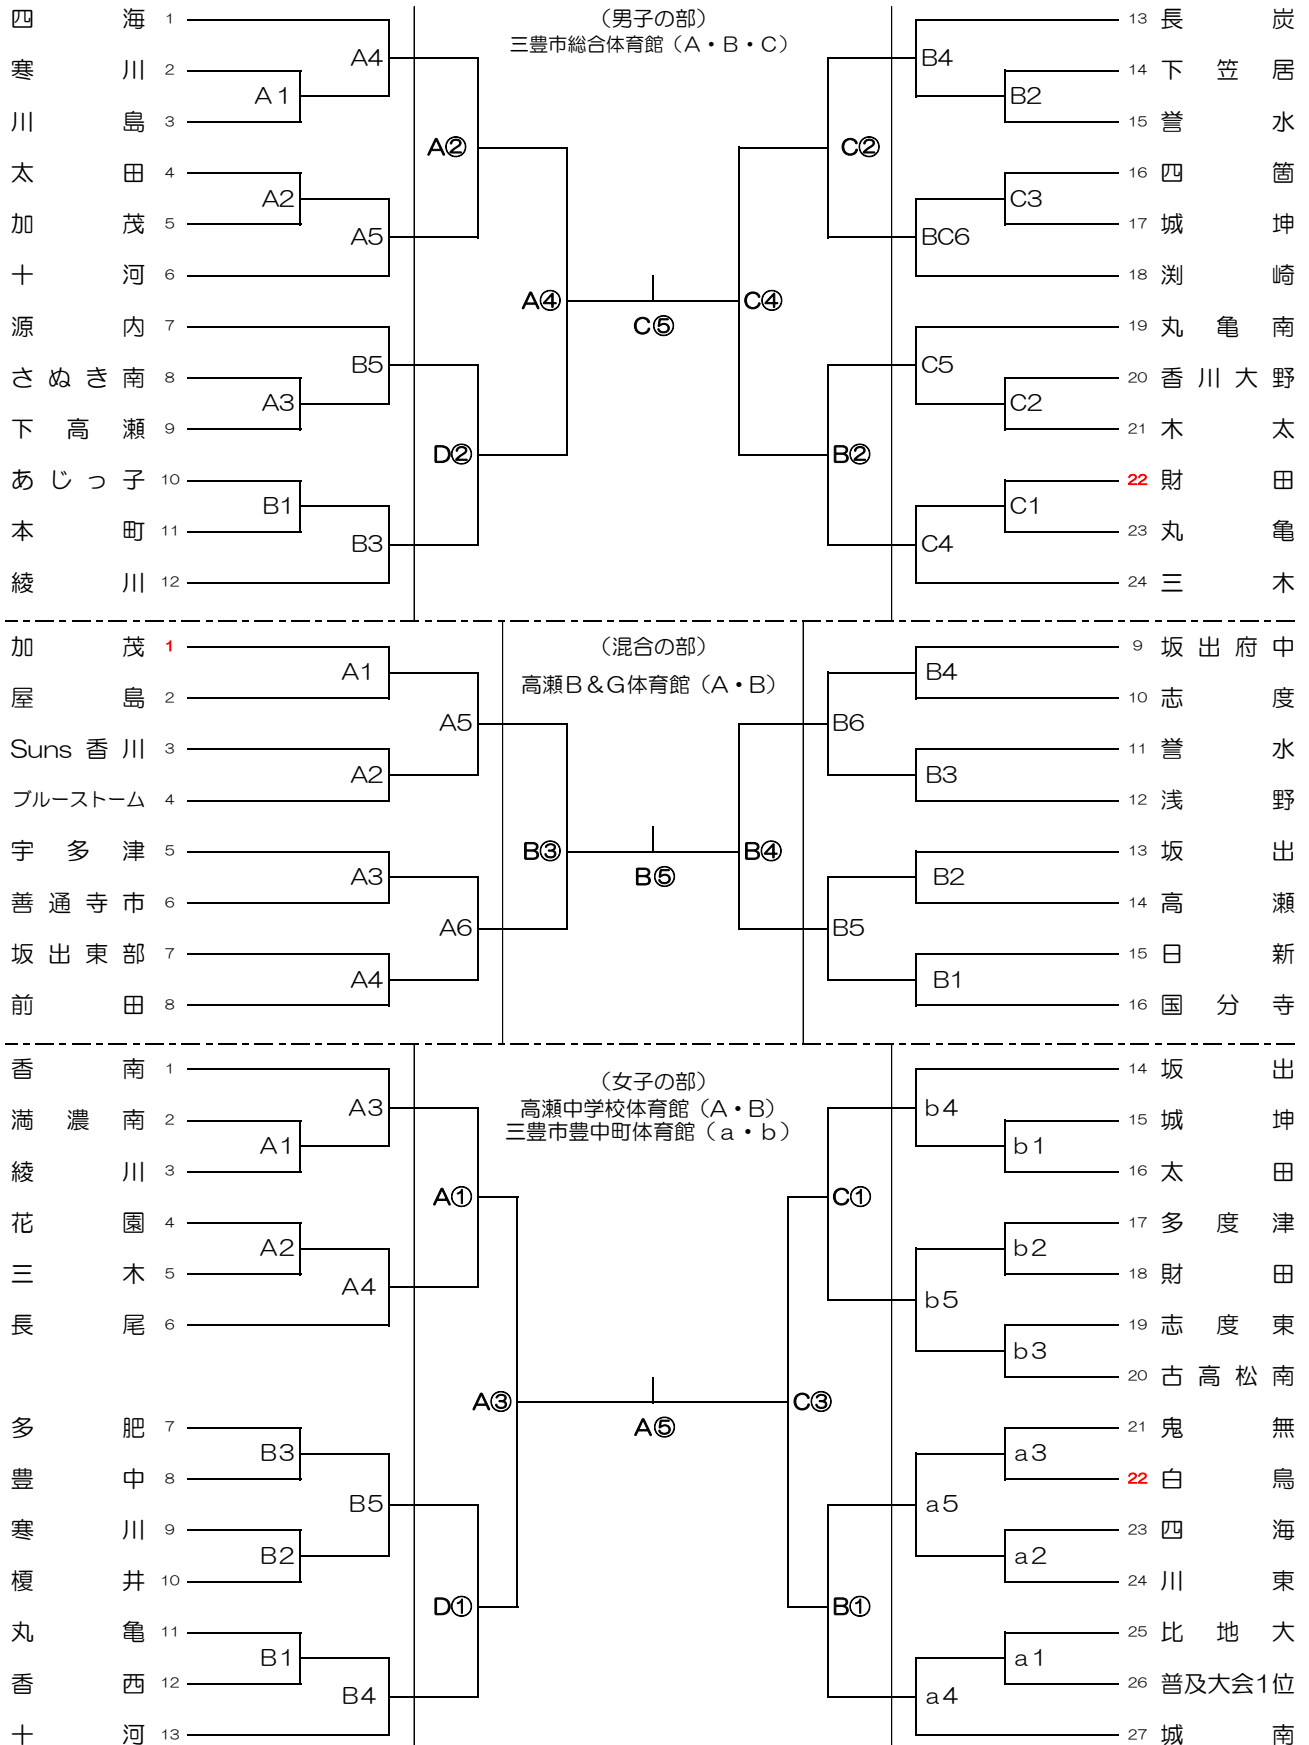 （男子の部）
三豊市総合体育館（A・B・C）
四海 1
寒川 2
川島 3
太田 4
加茂 5
十河 6
源内 7
さぬき南 8
下高瀬 9
あじっ子 10
本町 11
綾川 12
A4
A1
A②
A2
A5
A④
B5
A3
D②
B1
B3
C⑤
13 長炭
14 下笠居
15 誉水
16 四箇
17 城坤
18 渕崎
19 丸亀南
20 香川大野
21 木太
22 財田
23 丸亀
24 三木
B4
B2
C②
C3
BC6
C④
C5
C2
B②
C1
C4
（混合の部）
高瀬B＆G体育館（A・B）
加茂 1
屋島 2
Suns 香川 3
ブルーストーム 4
宇多津 5
善通寺市 6
坂出東部 7
前田 8
A1
A5
A2
B③
A3
A6
A4
B⑤
9 坂出府中
10 志度
11 誉水
12 浅野
13 坂出
14 高瀬
15 日新
16 国分寺
B4
B6
B3
B④
B2
B5
B1
（女子の部）
高瀬中学校体育館（A・B）
三豊市豊中町体育館（a・b）
香南 1
満濃南 2
綾川 3
花園 4
三木 5
長尾 6
多肥 7
豊中 8
寒川 9
榎井 10
丸亀 11
香西 12
十河 13
A3
A1
A①
A2
A4
A③
B3
B5
B2
D①
B1
B4
A⑤
14 坂出
15 城坤
16 太田
17 多度津
18 財田
19 志度東
20 古高松南
21 鬼無
22 白鳥
23 四海
24 川東
25 比地大
26 普及大会1位
27 城南
b4
b1
C①
b2
b5
b3
C③
a3
a5
a2
B①
a1
a4